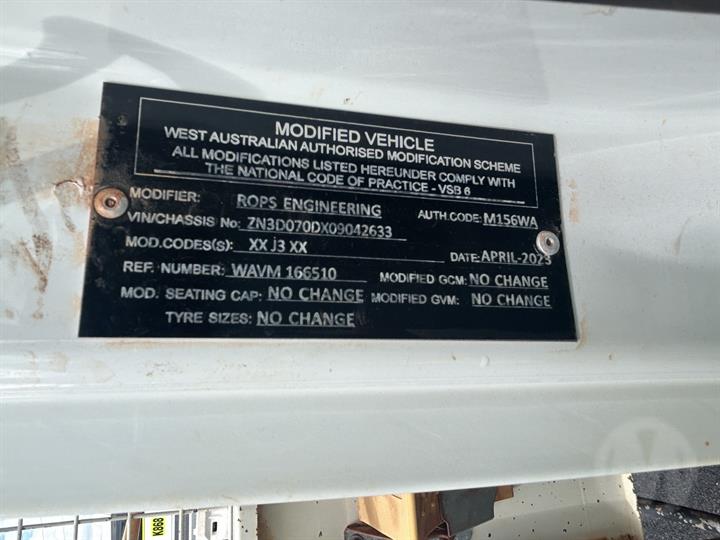 MODIFIED VEHICLE
WEST AUSTRALIAN AUTHORISED MODIFICATION SCHEME
ALL MODIFICATIONS LISTED HEREUNDER COMPLY WITH
THE NATIONAL CODE OF PRACTICE - VSB 6
MODIFIER: ROPS ENGINEERING AUTH.CODE: M156WA
VIN/CHASSIS No: ZN3D070DX09042633
MOD.CODES(S): XX J3 XX DATE: APRIL-2023
REF. NUMBER: WAVM 166510 MODIFIED GCM: NO CHANGE
MOD. SEATING CAP: NO CHANGE MODIFIED GVM: NO CHANGE
TYRE SIZES: NO CHANGE
K868